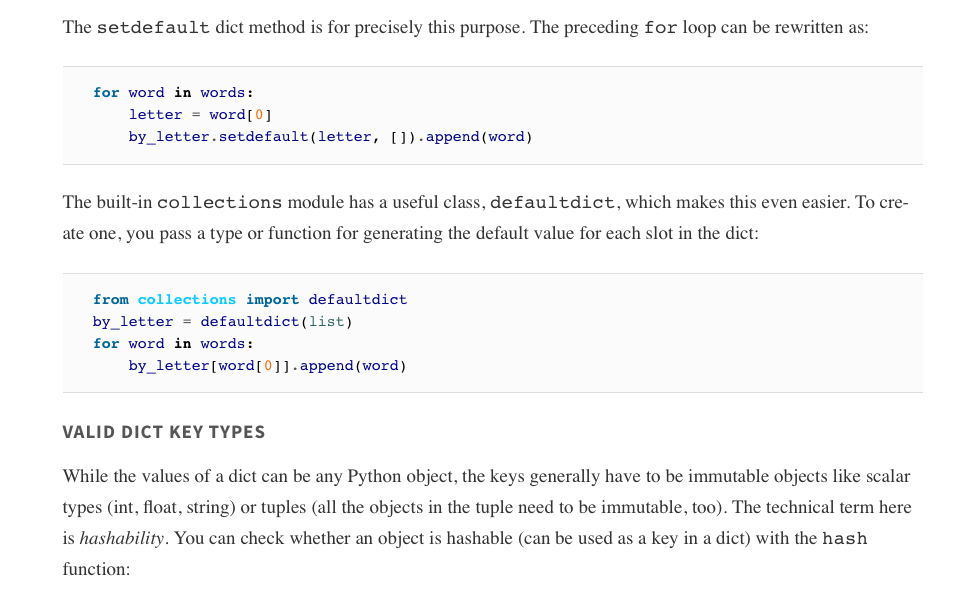 The setdefault dict method is for precisely this purpose. The preceding for loop can be rewritten as:
for word in words:
    letter = word[0]
    by_letter.setdefault(letter, []).append(word)
The built-in collections module has a useful class, defaultdict, which makes this even easier. To cre-
ate one, you pass a type or function for generating the default value for each slot in the dict:
from collections import defaultdict
by_letter = defaultdict(list)
for word in words:
    by_letter[word[0]].append(word)
VALID DICT KEY TYPES
While the values of a dict can be any Python object, the keys generally have to be immutable objects like scalar
types (int, float, string) or tuples (all the objects in the tuple need to be immutable, too). The technical term here
is hashability. You can check whether an object is hashable (can be used as a key in a dict) with the hash
function: